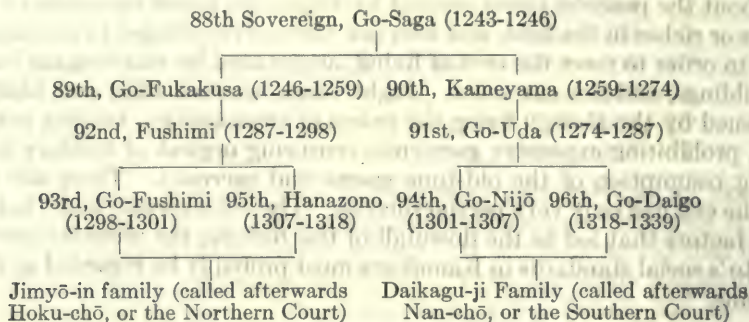 88th Sovereign, Go-Saga (1243-1246)
89th, Go-Fukakusa (1246-1259) 90th, Kameyama (1259-1274)
92nd, Fushimi (1287-1298) 91st, Go-Uda (1274-1287)
93rd, Go-Fushimi 95th, Hanazono 94th, Go-Nijō 96th, Go-Daigo
(1298-1301) (1307-1318) (1301-1307) (1318-1339)
Jimyō-in family (called afterwards Daikagu-ji Family (called afterwards
Hoku-chō, or the Northern Court) Nan-chō, or the Southern Court)